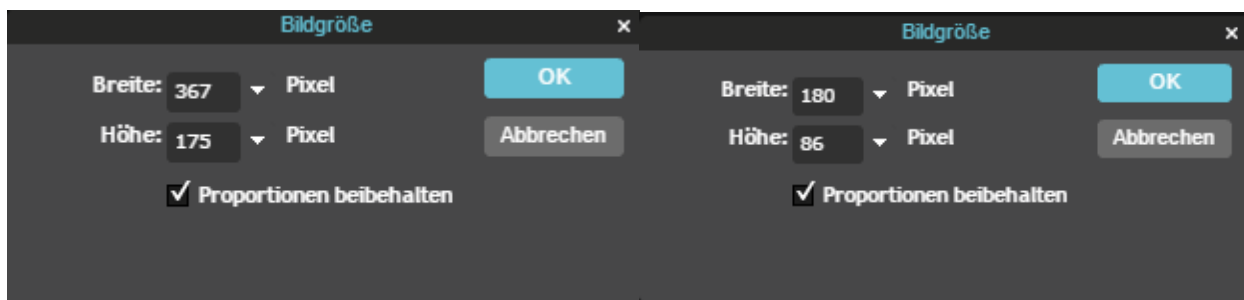 Bildgröße ×
Breite: 367 Pixel OK
Höhe: 175 Pixel Abbrechen
Proportionen beibehalten
Bildgröße ×
Breite: 180 Pixel OK
Höhe: 86 Pixel Abbrechen
Proportionen beibehalten